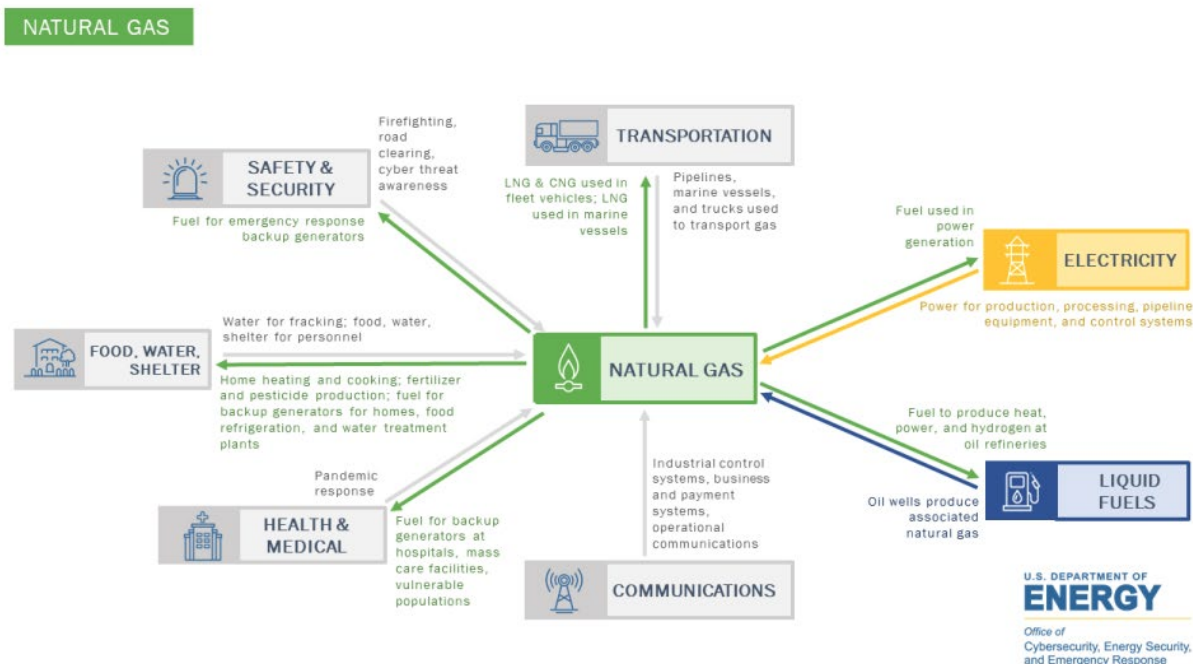 NATURAL GAS
Firefighting,
road
clearing,
cyber threat
awareness
SAFETY &
SECURITY
Fuel for emergency response
backup generators
TRANSPORTATION
LNG & CNG used in
fleet vehicles; LNG
used in marine
vessels
Pipelines,
marine vessels,
and trucks used
to transport gas
Fuel used in
power
generation
ELECTRICITY
Power for production, processing, pipeline
equipment, and control systems
Water for fracking; food, water,
shelter for personnel
FOOD, WATER,
SHELTER
Home heating and cooking; fertilizer
and pesticide production; fuel for
backup generators for homes, food
refrigeration, and water treatment
plants
NATURAL GAS
Fuel to produce heat,
power, and hydrogen at
oil refineries
LIQUID
FUELS
Oil wells produce
associated
natural gas
Pandemic
response
HEALTH &
MEDICAL
Fuel for backup
generators at
hospitals, mass
care facilities,
vulnerable
populations
Industrial control
systems, business
and payment
systems,
operational
communications
COMMUNICATIONS
U.S. DEPARTMENT OF
ENERGY
Office of
Cybersecurity, Energy Security,
and Emergency Response